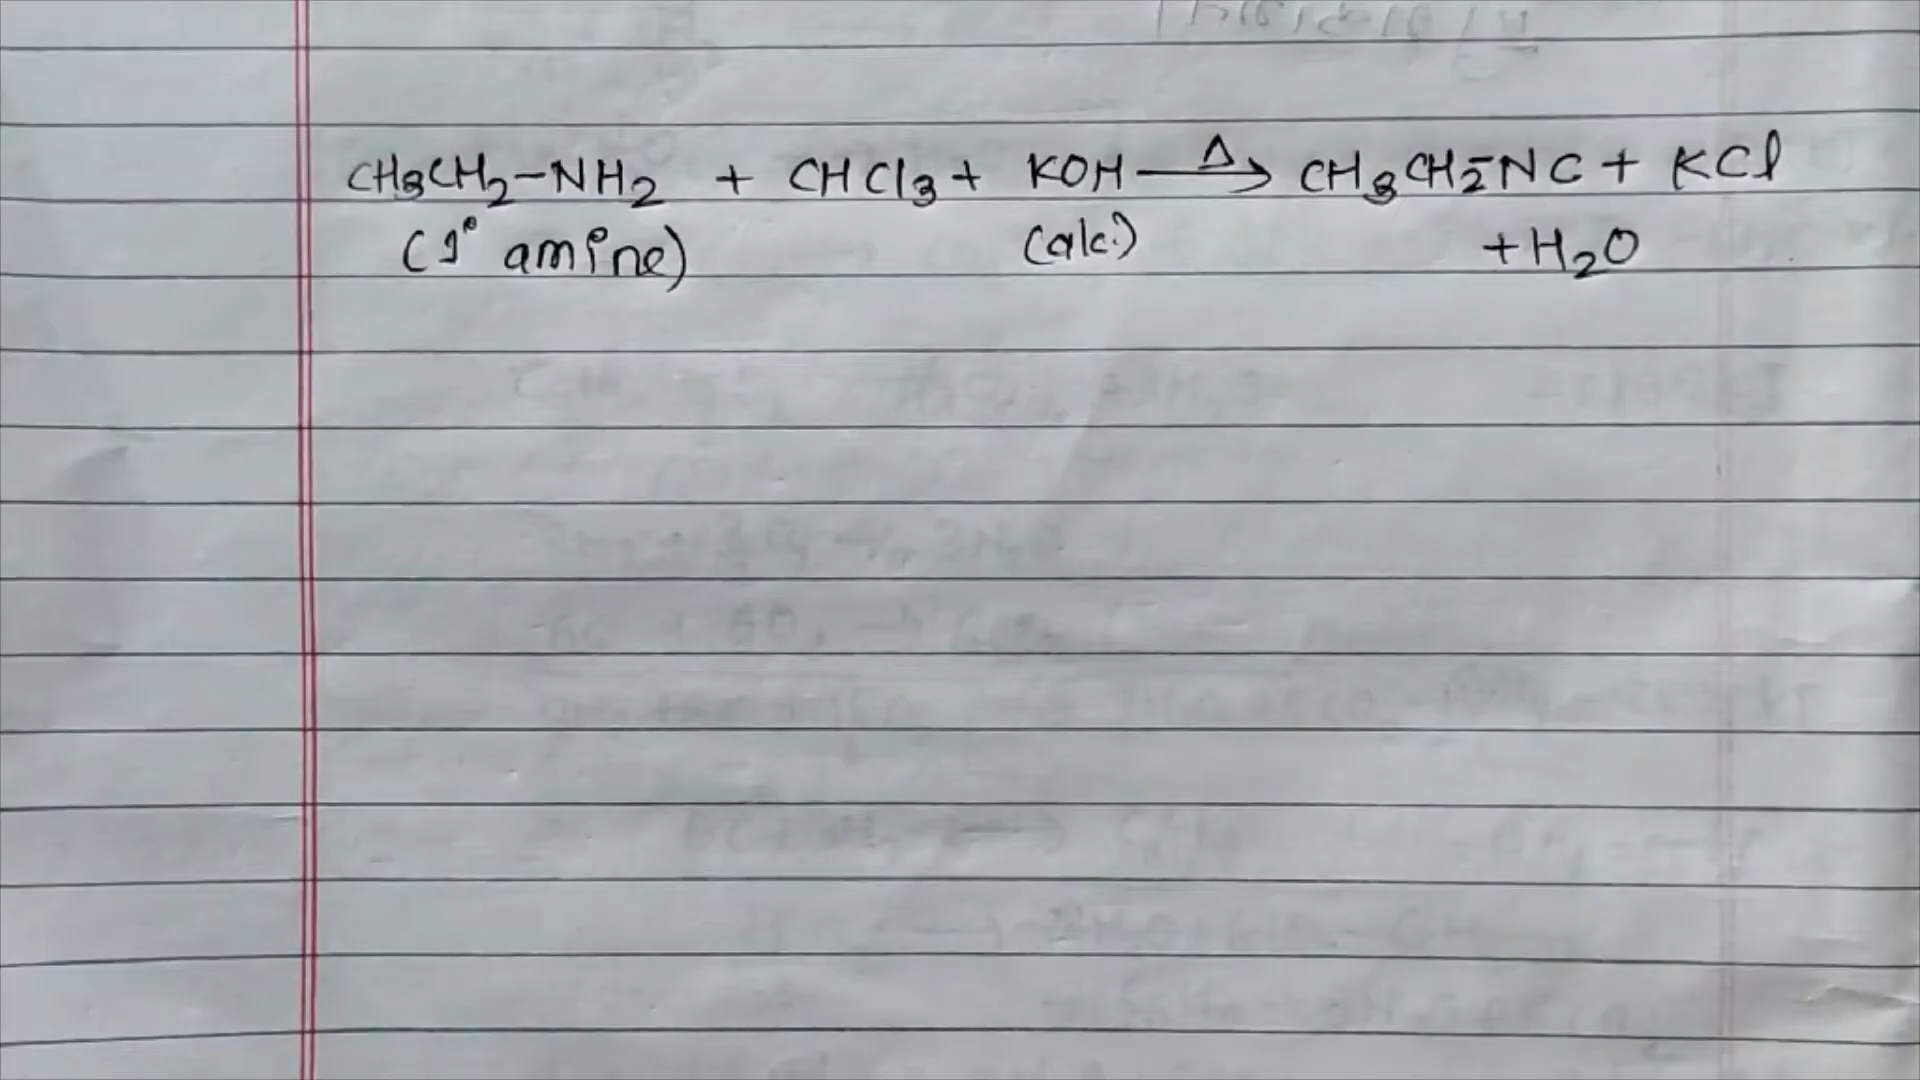 CH3CH2-NH2 + CHCl3 + KOH —Δ→ CH3CH2-NC + KCl
(1° amine) (alc.) + H2O